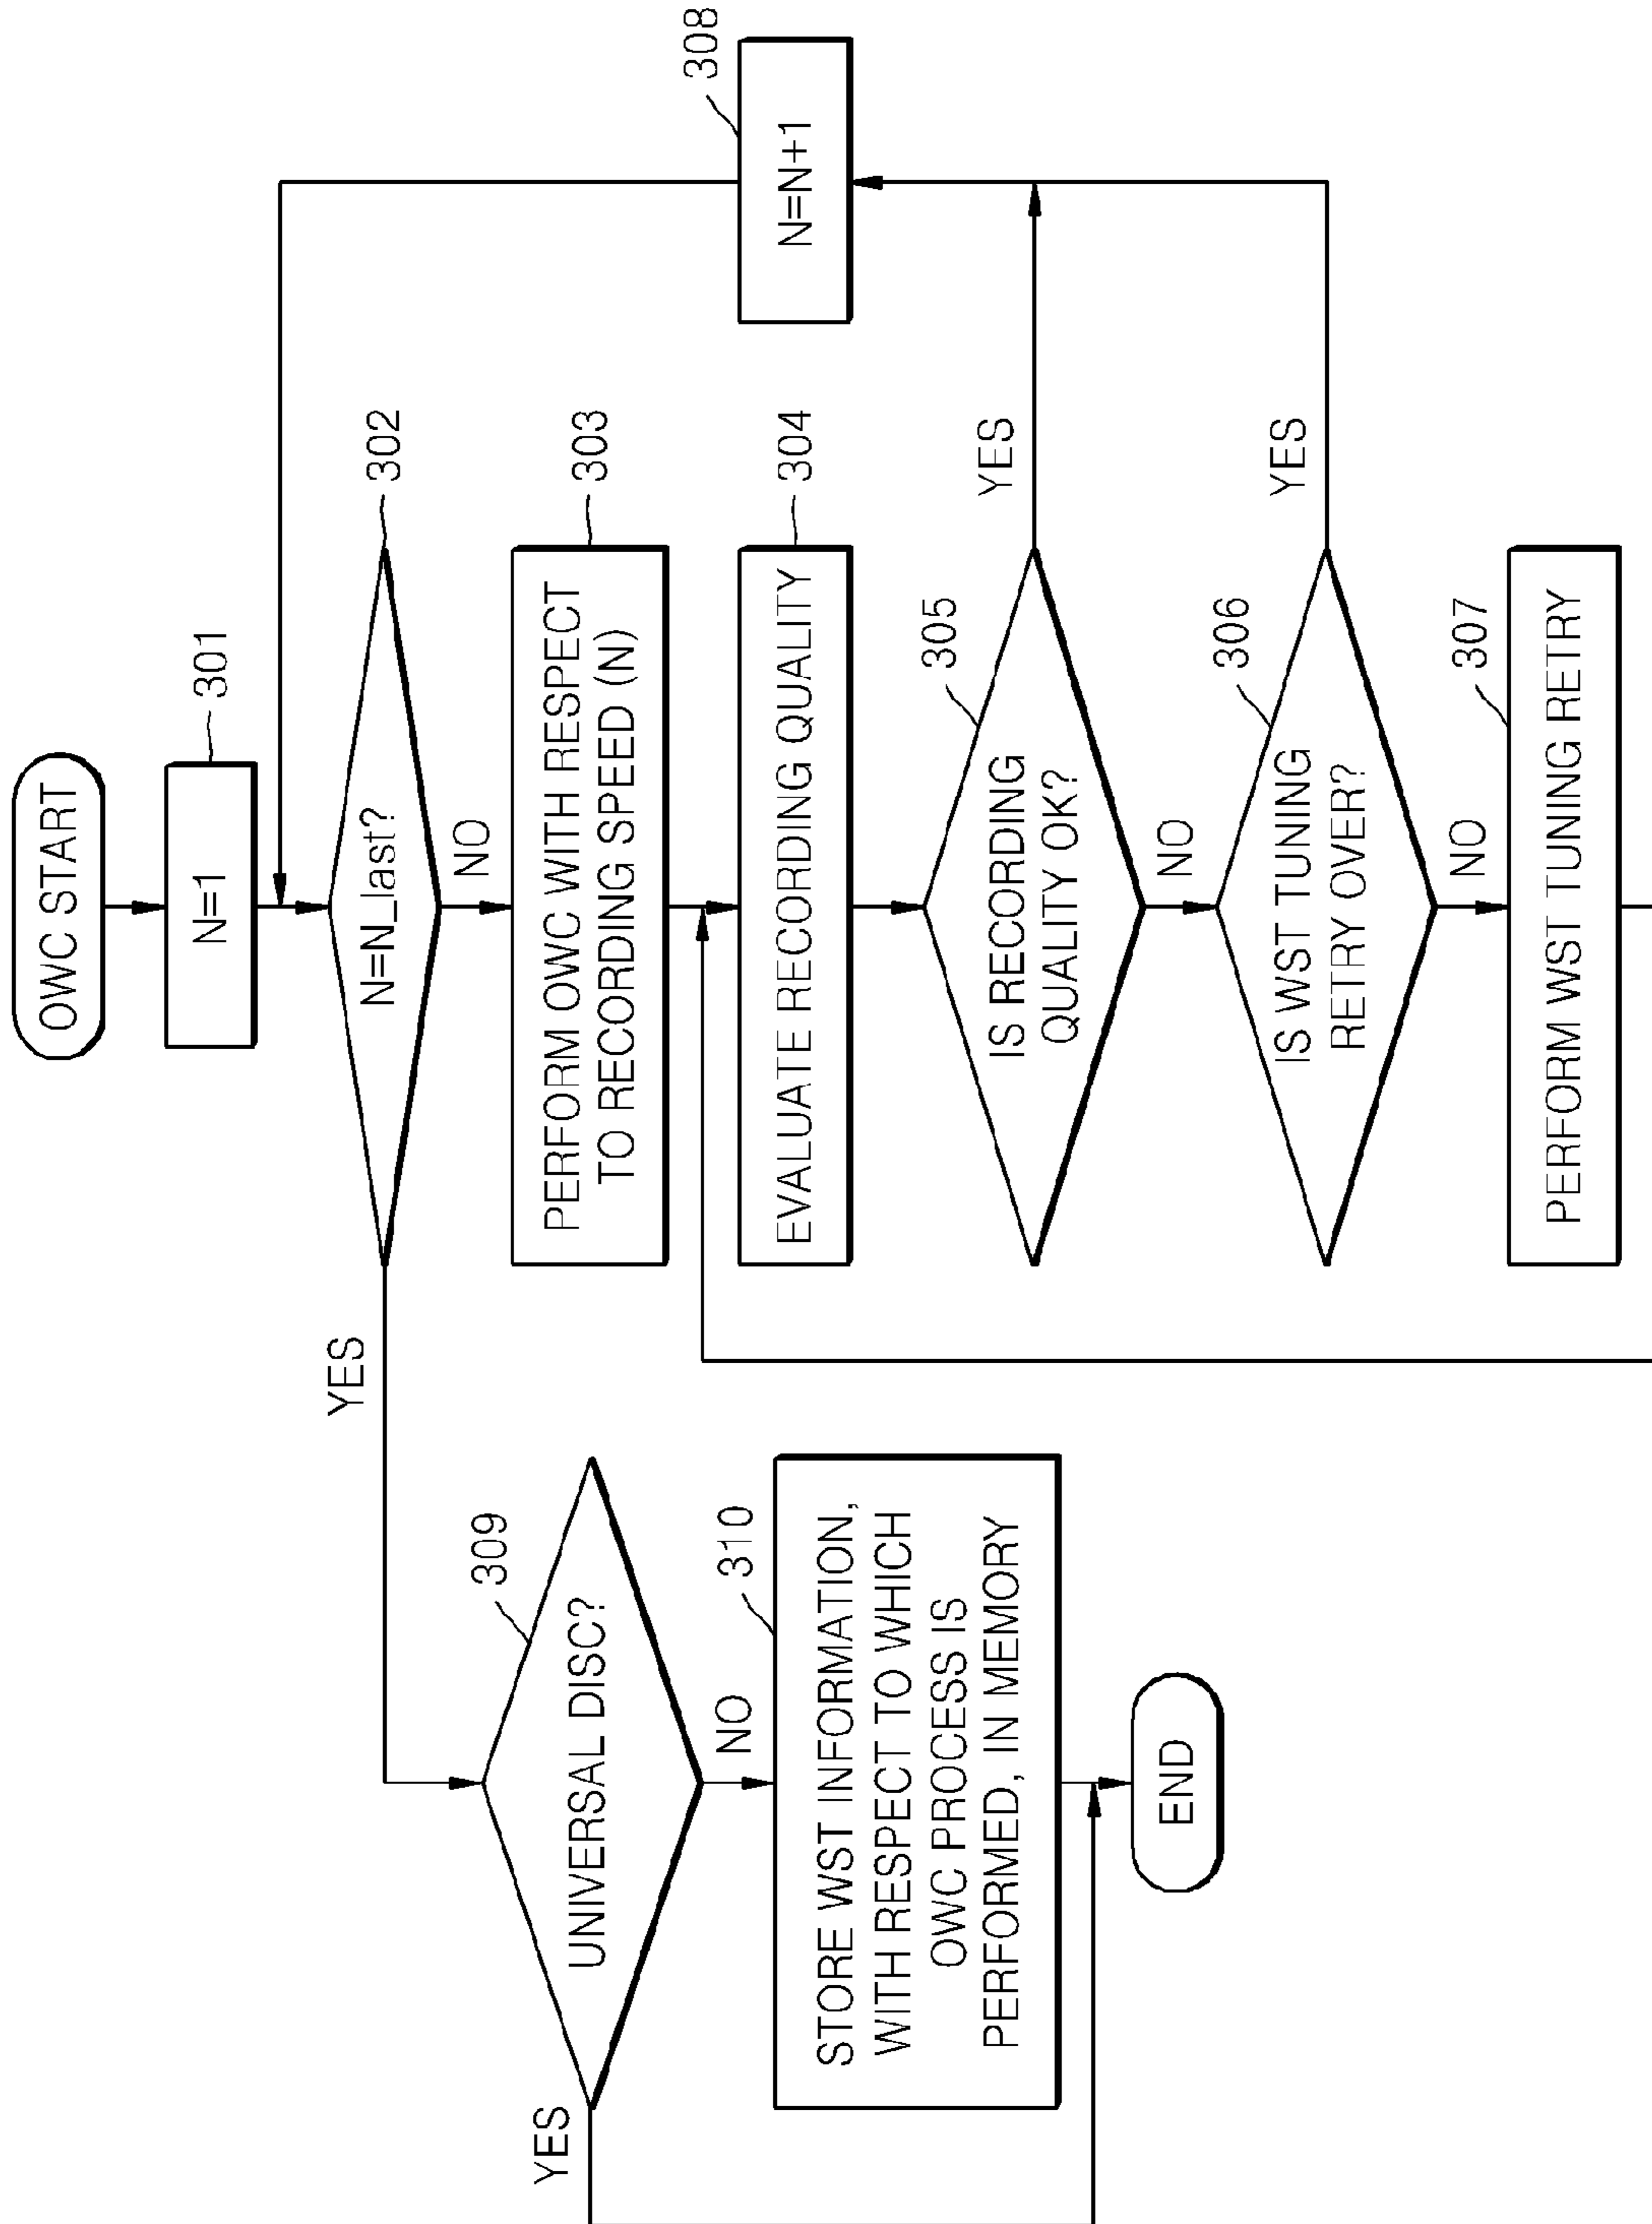 OWC START
N=1
301
N=N_last?
302
YES
NO
PERFORM OWC WITH RESPECT
TO RECORDING SPEED (N)
303
EVALUATE RECORDING QUALITY
304
IS RECORDING
QUALITY OK?
305
YES
NO
IS WST TUNING
RETRY OVER?
306
YES
NO
PERFORM WST TUNING RETRY
307
N=N+1
308
UNIVERSAL DISC?
309
YES
NO
STORE WST INFORMATION,
WITH RESPECT TO WHICH
OWC PROCESS IS
PERFORMED, IN MEMORY
310
END